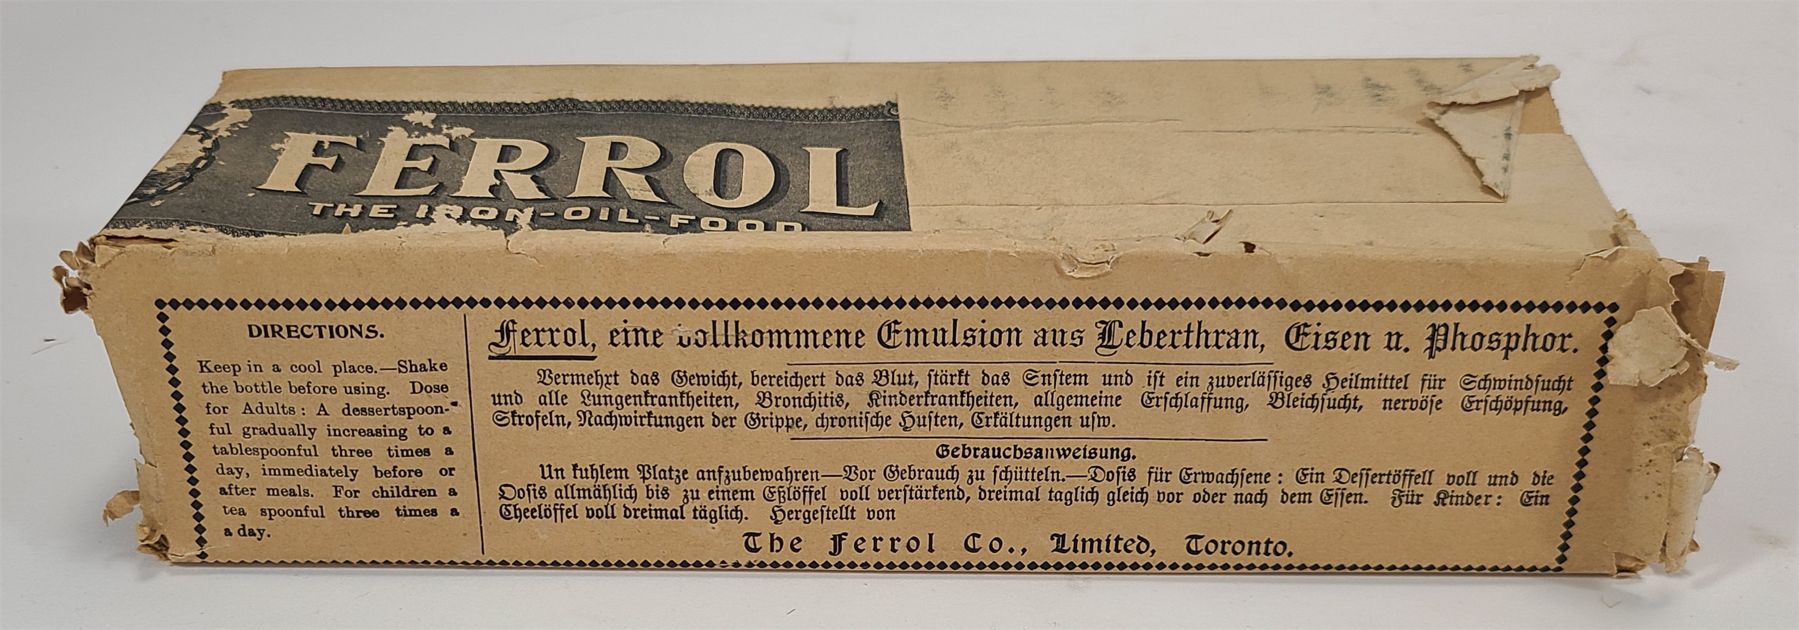 FERROL
THE IRON-OIL-FOOD
DIRECTIONS.
Keep in a cool place.—Shake
the bottle before using. Dose
for Adults: A dessertspoon-
ful gradually increasing to a
tablespoonful three times a
day, immediately before or
after meals. For children a
tea spoonful three times a
a day.
Ferrol, eine vollkommene Emulsion aus Leberthran, Eisen u. Phosphor.
Vermehrt das Gewicht, bereichert das Blut, stärkt das Snstem und ist ein zuverlässiges Heilmittel für Schwindsucht
und alle Lungenkrankheiten, Bronchitis, Kinderkrankheiten, allgemeine Erschlaffung, Bleichsucht, nervöse Erschöpfung,
Skrofeln, Nachwirkungen der Grippe, chronische Husten, Erkältungen usw.
Gebrauchsanweisung.
Un kuhlem Platze anfzubewahren—Vor Gebrauch zu schütteln.—Dosis für Erwachsene: Ein Dessertöffell voll und die
Dosis allmählich bis zu einem Eßlöffel voll verstärkend, dreimal taglich gleich vor oder nach dem Essen. Für Kinder: Ein
Theelöffel voll dreimal täglich. Hergestellt von
The Ferrol Co., Limited, Toronto.